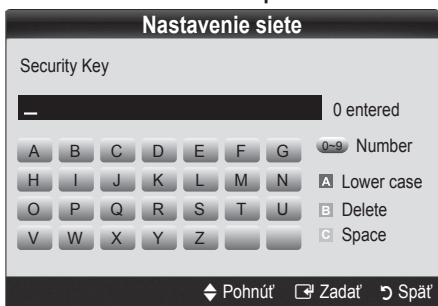 Nastavenie siete
Security Key
_
0 entered
A B C D E F G
0~9 Number
H I J K L M N
A Lower case
O P Q R S T U
B Delete
V W X Y Z
C Space
Pohnúť Zadať Späť